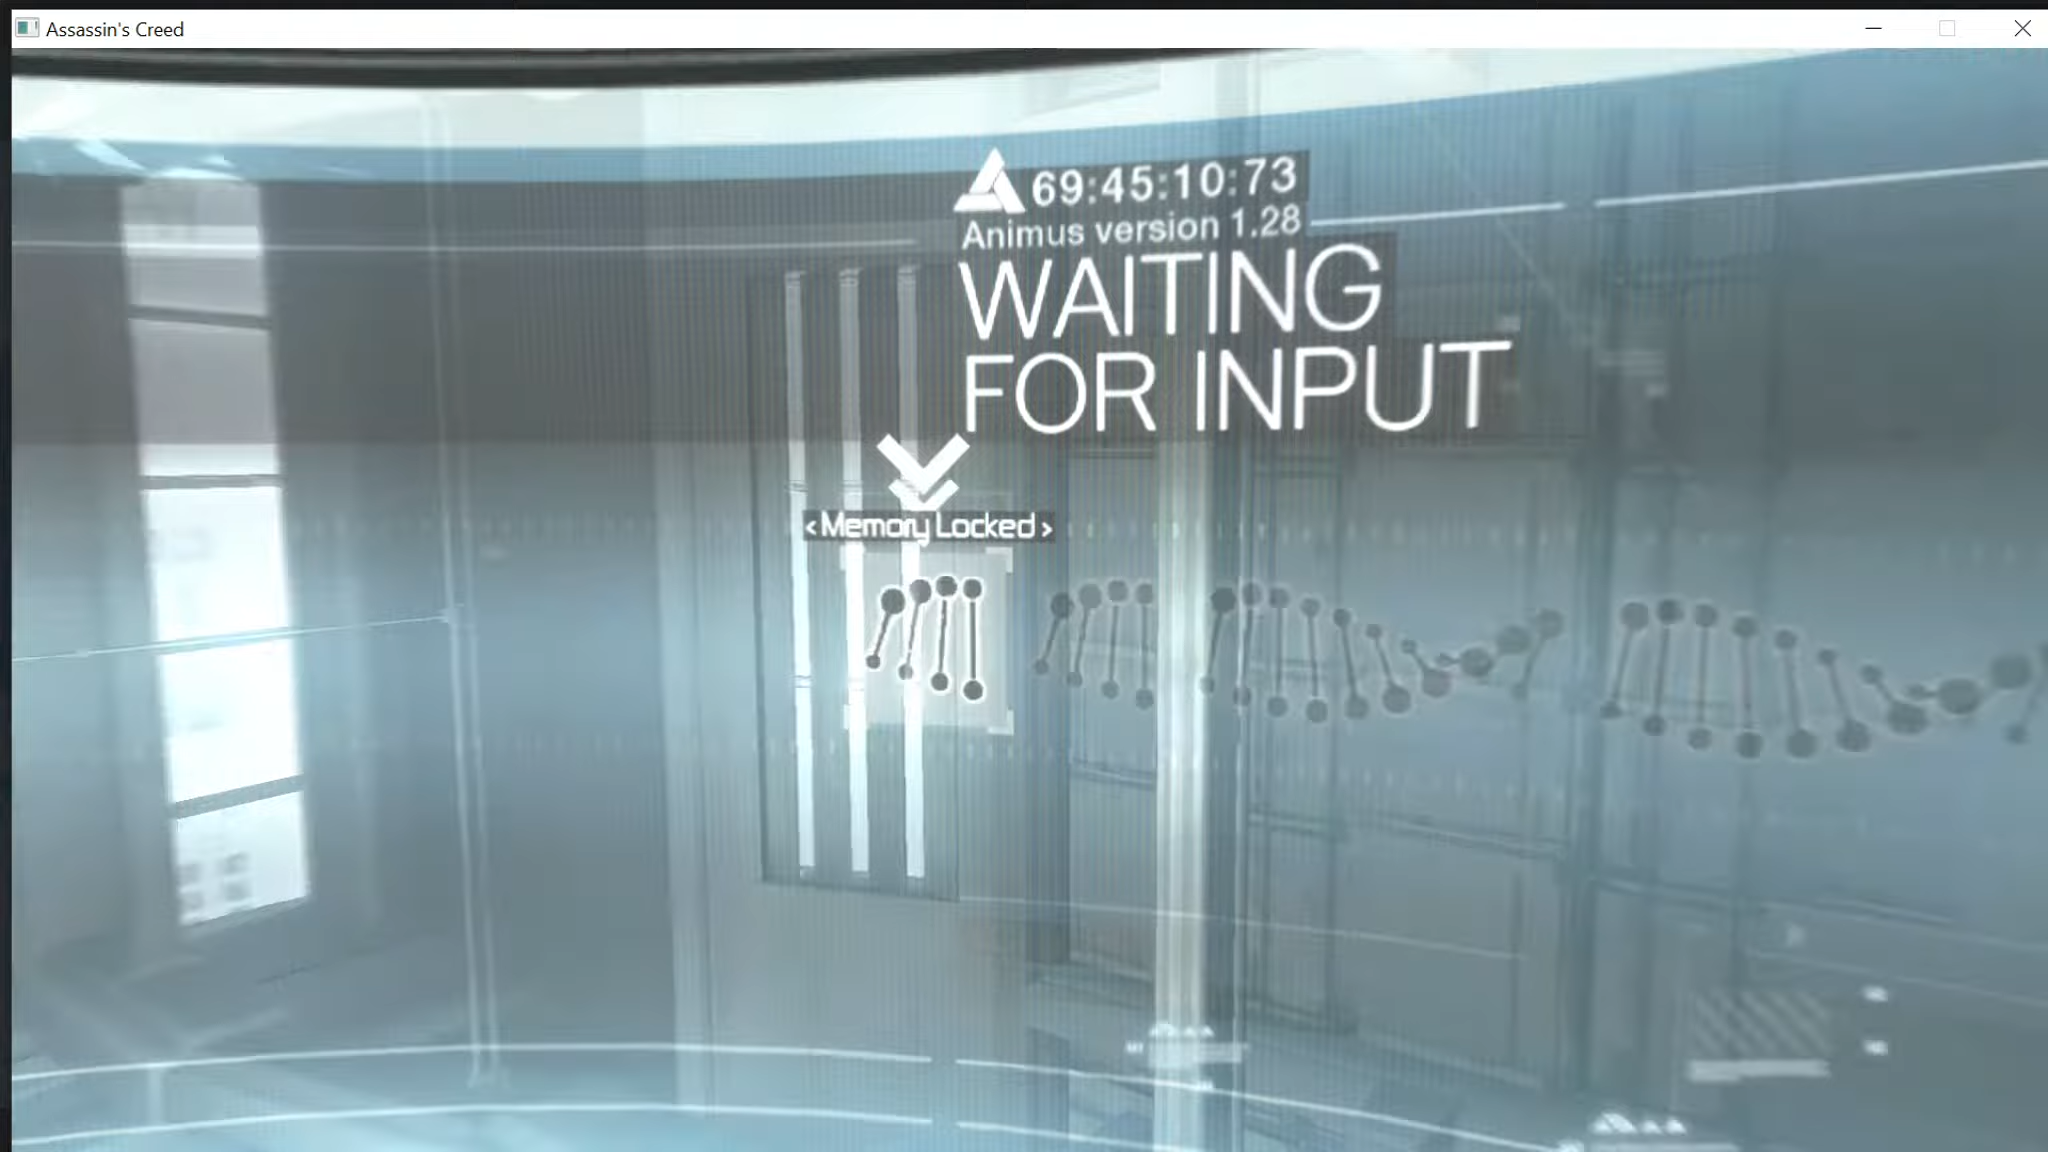 Assassin's Creed
69:45:10:73
Animus version 1.28
WAITING
FOR INPUT
<Memory Locked>